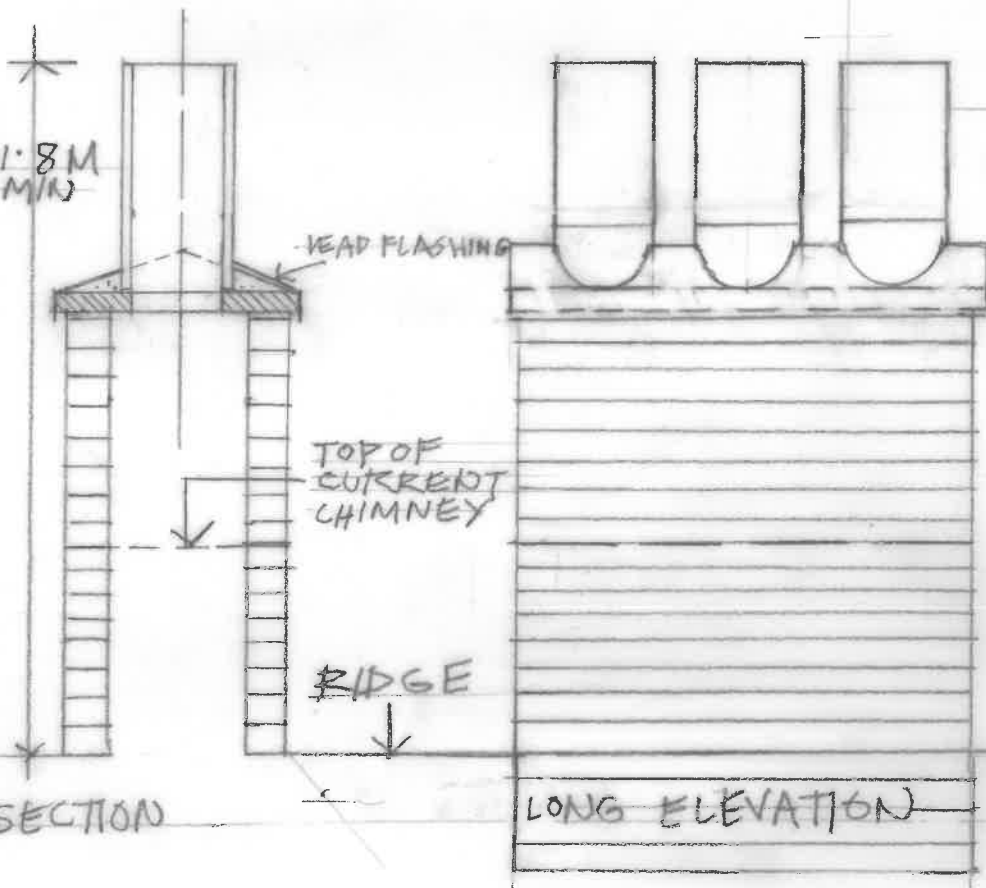 1.8M
MIN
LEAD FLASHING
TOP OF
CURRENT
CHIMNEY
RIDGE
SECTION
LONG ELEVATION